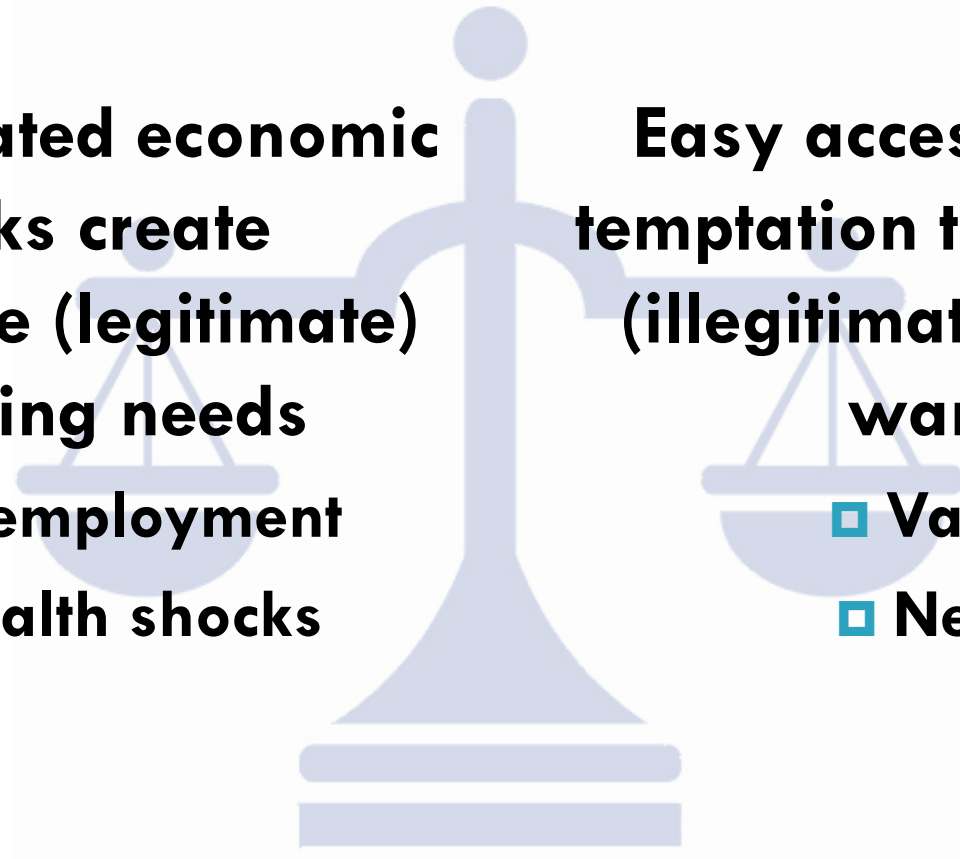 ated economic
ks create
e (legitimate)
ing needs
employment
alth shocks
Easy acces
temptation t
(illegitimat
wa
Va
Ne